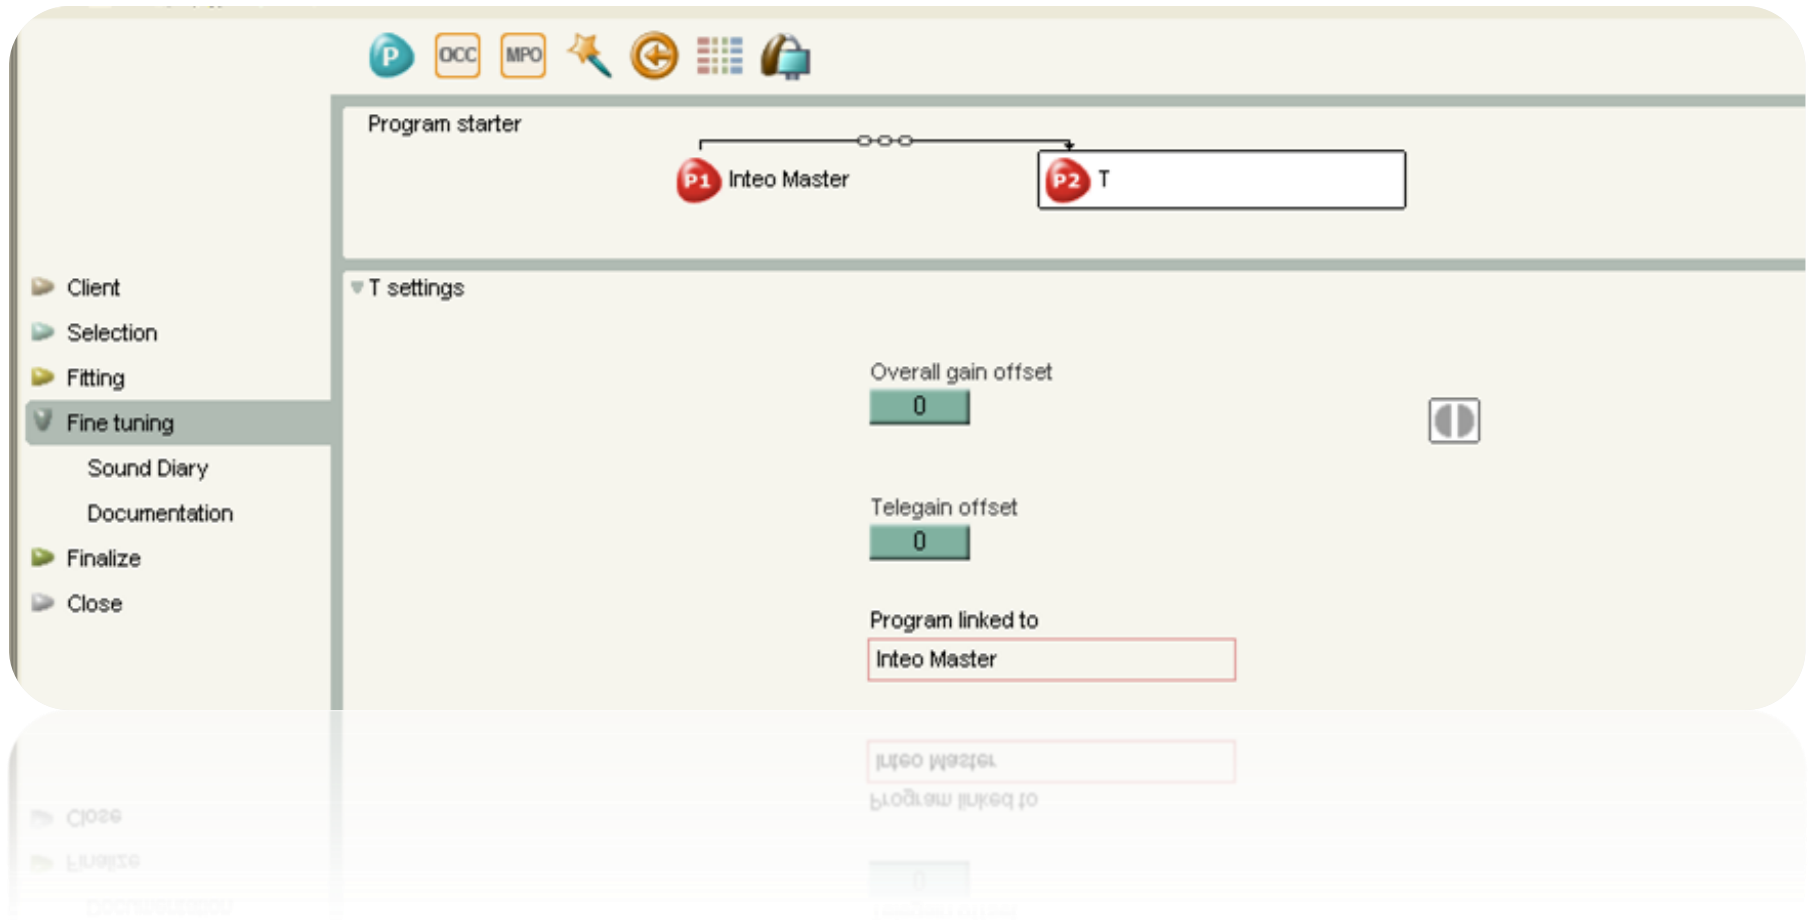 P OCC MPO
Program starter
P1 Inteo Master
P2 T
Client
Selection
Fitting
Fine tuning
Sound Diary
Documentation
Finalize
Close
T settings
Overall gain offset
0
Telegain offset
0
Program linked to
Inteo Master